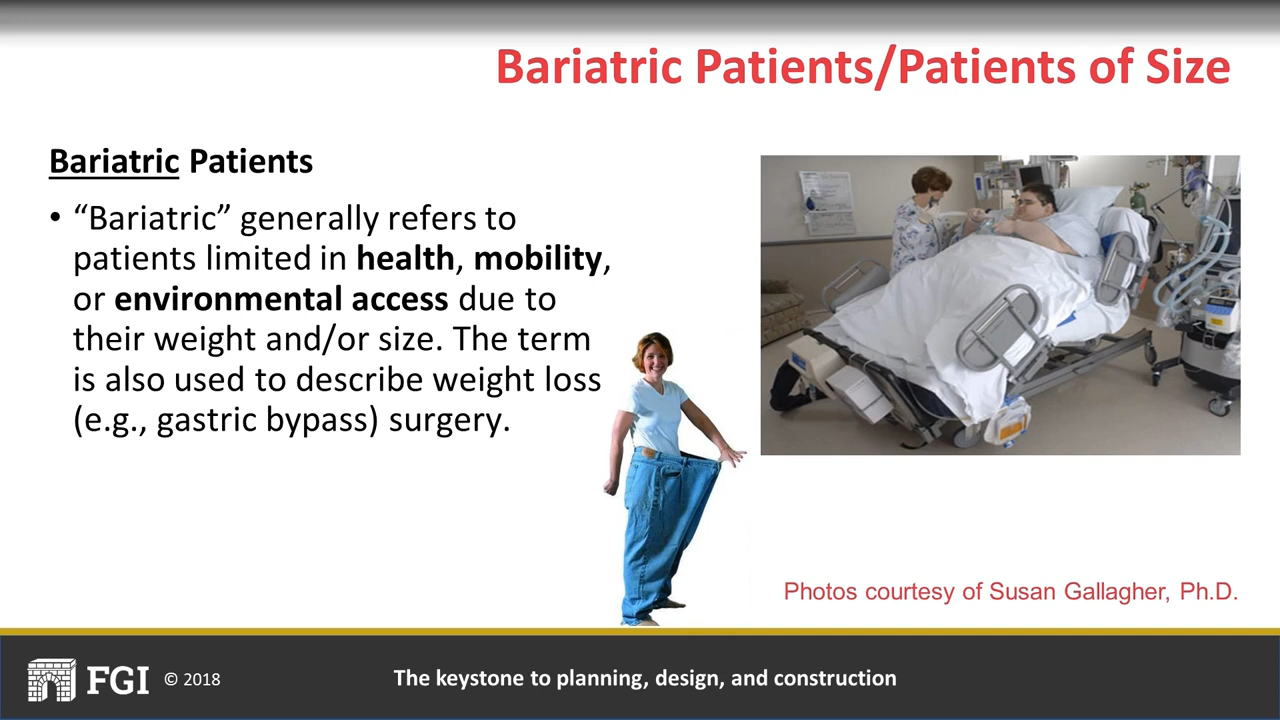 Bariatric Patients/Patients of Size
Bariatric Patients
• “Bariatric” generally refers to
patients limited in health, mobility,
or environmental access due to
their weight and/or size. The term
is also used to describe weight loss
(e.g., gastric bypass) surgery.
Photos courtesy of Susan Gallagher, Ph.D.
FGI © 2018
The keystone to planning, design, and construction